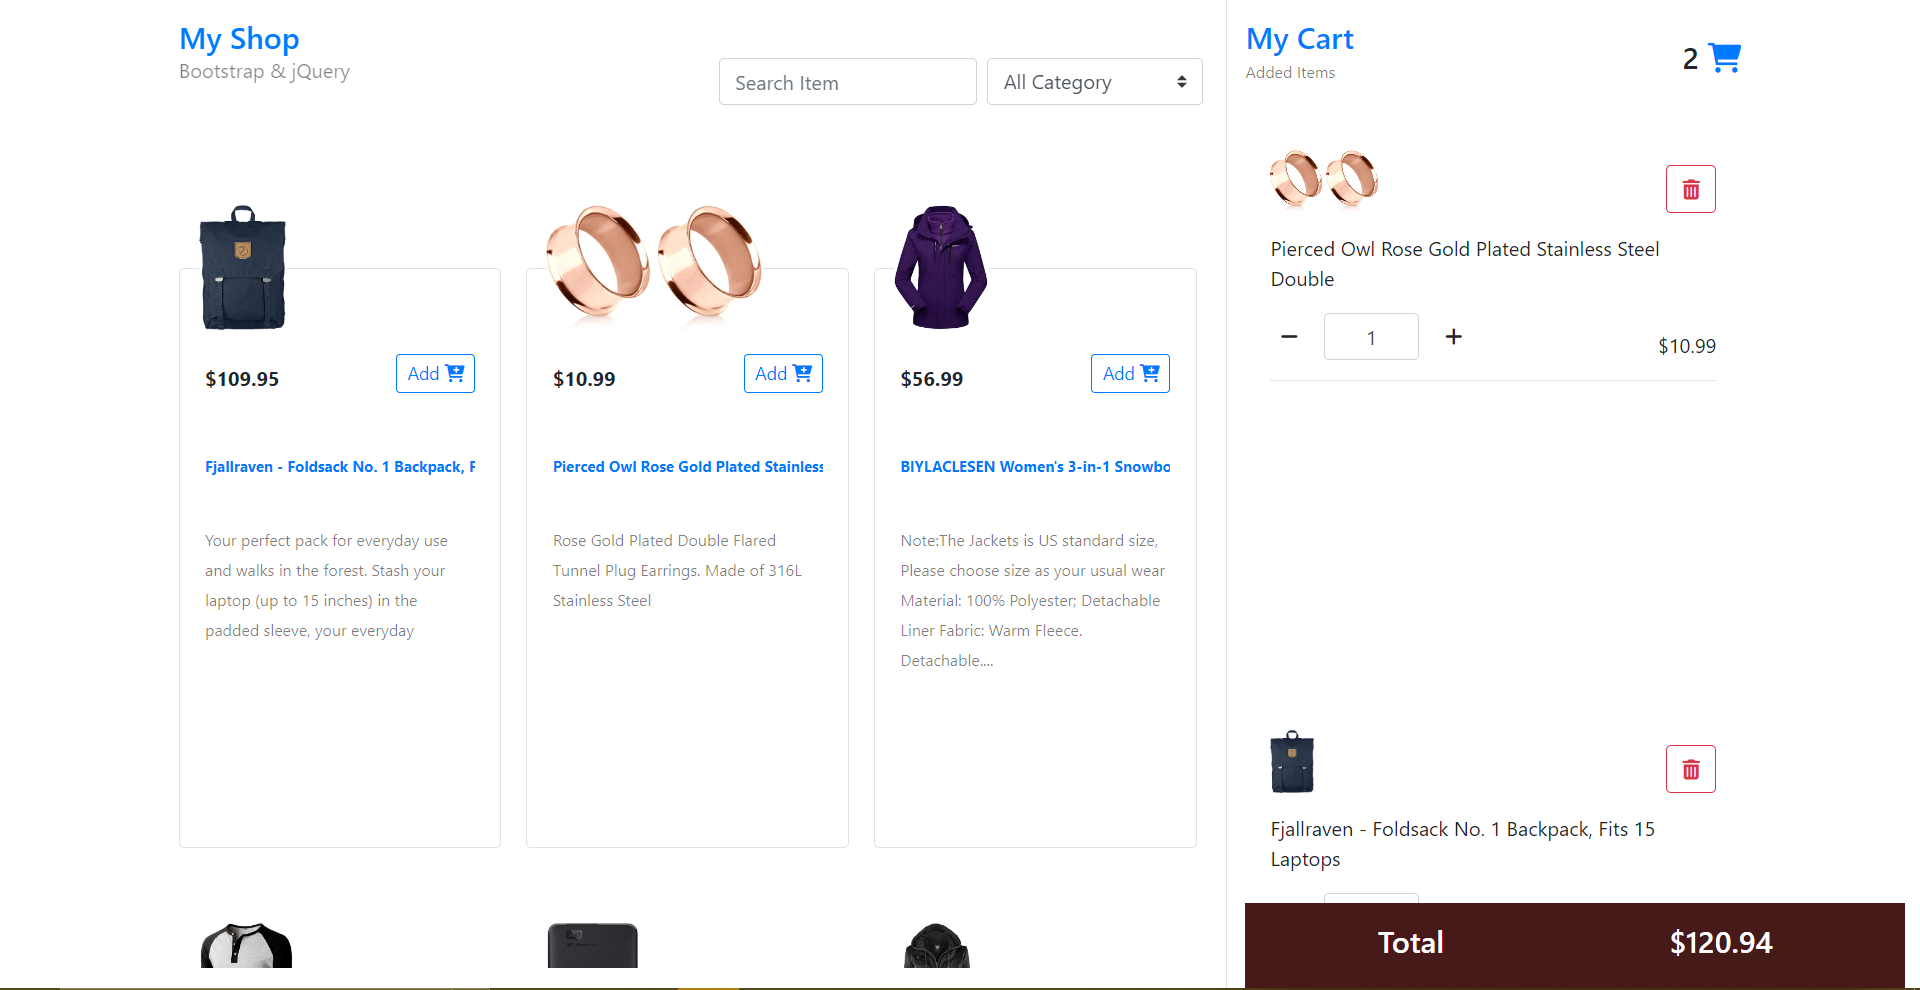 My Shop
Bootstrap & jQuery
Search Item
All Category
$109.95
Add
Fjallraven - Foldsack No. 1 Backpack, F
Your perfect pack for everyday use
and walks in the forest. Stash your
laptop (up to 15 inches) in the
padded sleeve, your everyday
$10.99
Add
Pierced Owl Rose Gold Plated Stainless
Rose Gold Plated Double Flared
Tunnel Plug Earrings. Made of 316L
Stainless Steel
$56.99
Add
BIYLACLESEN Women's 3-in-1 Snowbo
Note:The Jackets is US standard size,
Please choose size as your usual wear
Material: 100% Polyester; Detachable
Liner Fabric: Warm Fleece.
Detachable....
My Cart
Added Items
2
Pierced Owl Rose Gold Plated Stainless Steel
Double
1
$10.99
Fjallraven - Foldsack No. 1 Backpack, Fits 15
Laptops
Total
$120.94